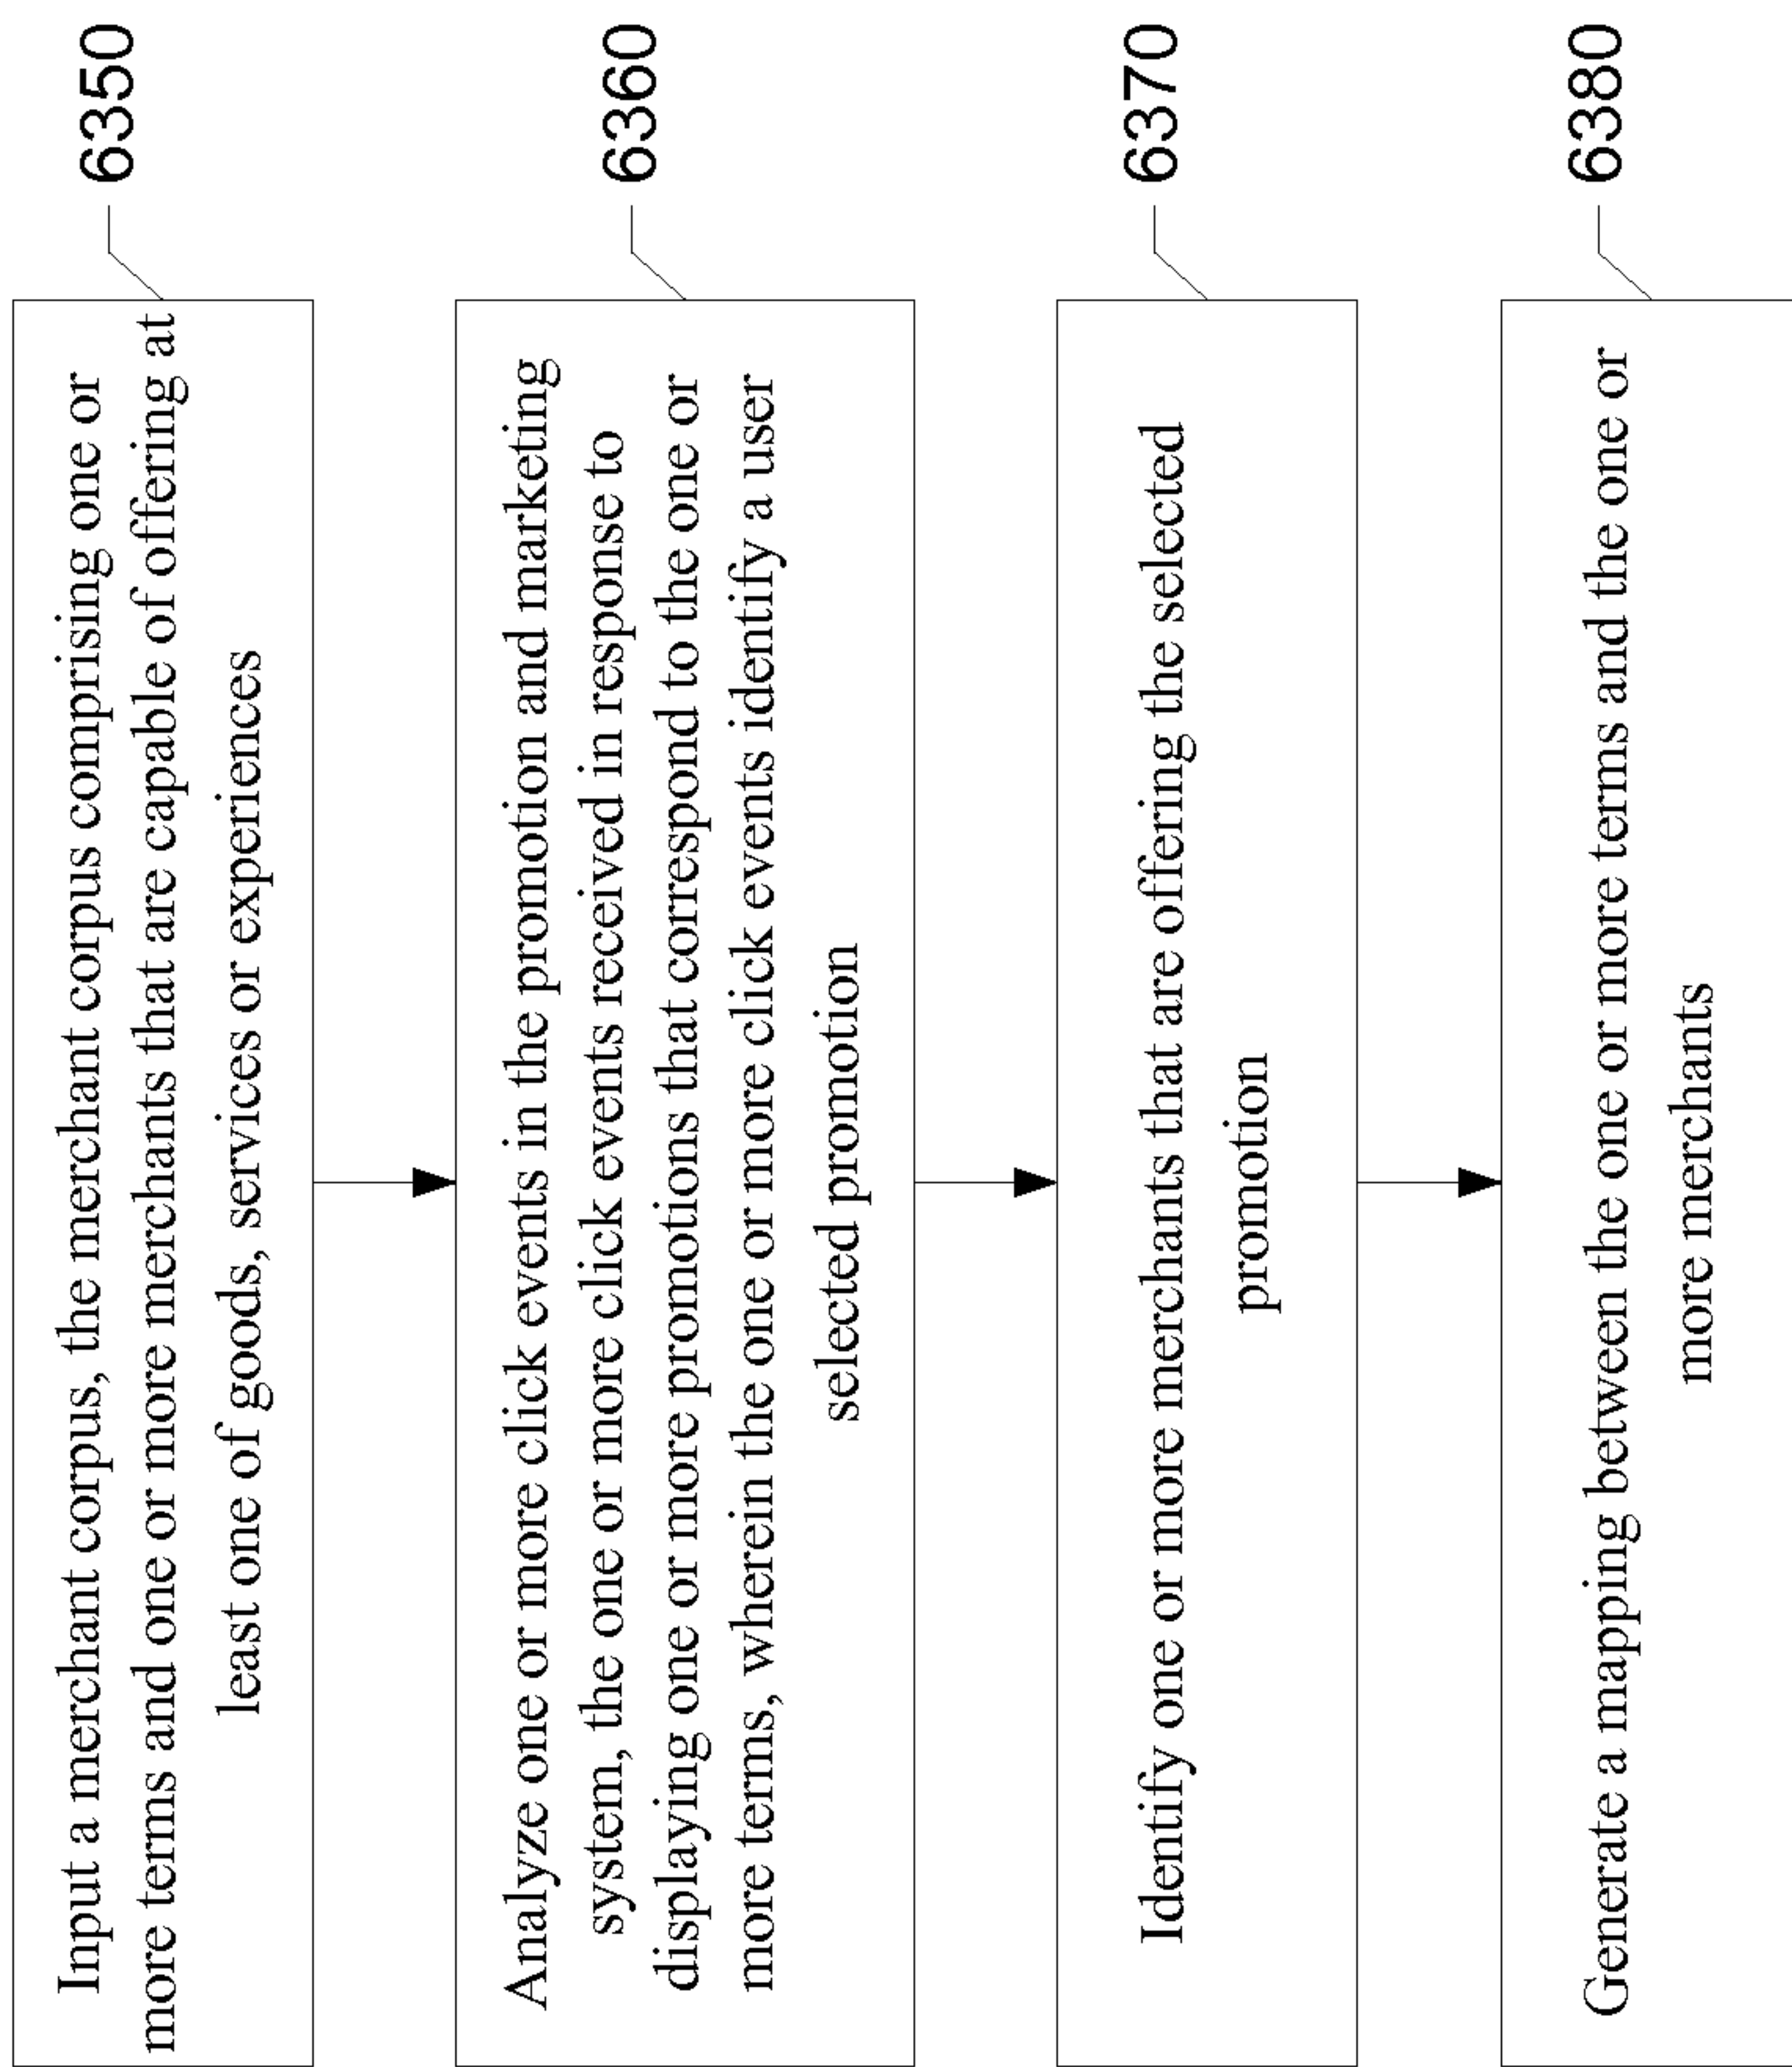 Input a merchant corpus, the merchant corpus comprising one or
more terms and one or more merchants that are capable of offering at
least one of goods, services or experiences
6350
Analyze one or more click events in the promotion and marketing
system, the one or more click events received in response to
displaying one or more promotions that correspond to the one or
more terms, wherein the one or more click events identify a user
selected promotion
6360
Identify one or more merchants that are offering the selected
promotion
6370
Generate a mapping between the one or more terms and the one or
more merchants
6380